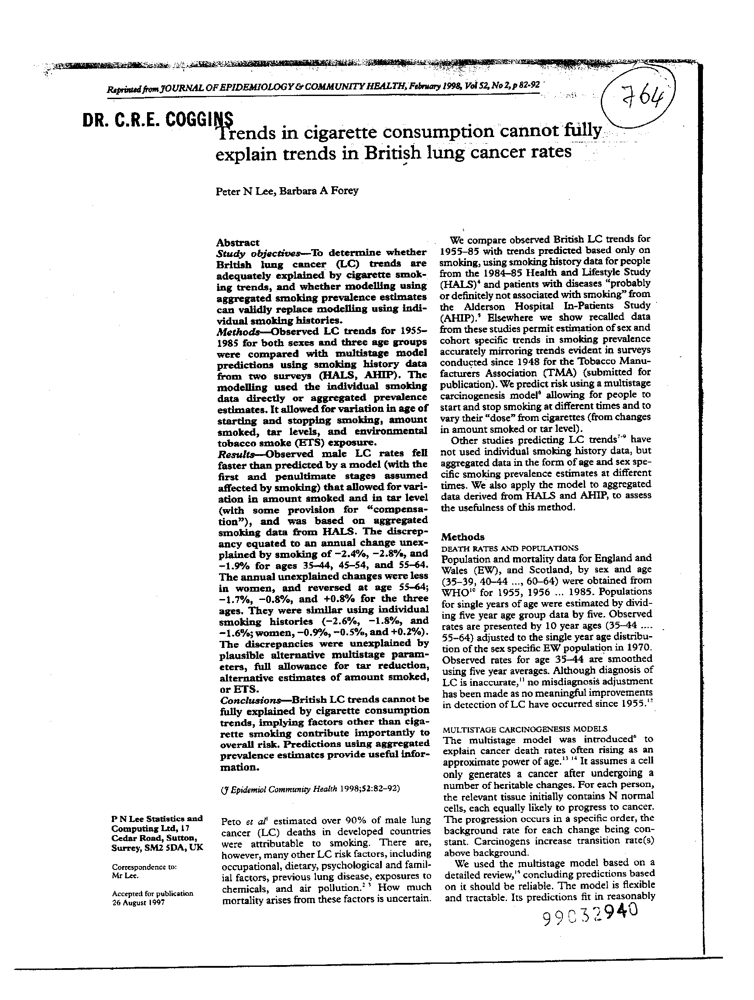 Reprinted from JOURNAL OF EPIDEMIOLOGY & COMMUNITY HEALTH, February 1998, Vol 52, No 2, p 82-92
764
DR. C.R.E. COGGINS
Trends in cigarette consumption cannot fully
explain trends in British lung cancer rates
Peter N Lee, Barbara A Forey
Abstract
Study objectives—To determine whether
British lung cancer (LC) trends are
adequately explained by cigarette smok-
ing trends, and whether modelling using
aggregated smoking prevalence estimates
can validly replace modelling using indi-
vidual smoking histories.
Methods—Observed LC trends for 1955–
1985 for both sexes and three age groups
were compared with multistage model
predictions using smoking history data
from two surveys (HALS, AHIP). The
modelling used the individual smoking
data directly or aggregated prevalence
estimates. It allowed for variation in age of
starting and stopping smoking, amount
smoked, tar levels, and environmental
tobacco smoke (ETS) exposure.
Results—Observed male LC rates fell
faster than predicted by a model (with the
first and penultimate stages assumed
affected by smoking) that allowed for vari-
ation in amount smoked and in tar level
(with some provision for "compensa-
tion"), and was based on aggregated
smoking data from HALS. The discrep-
ancy equated to an annual change unex-
plained by smoking of −2.4%, −2.8%, and
−1.9% for ages 35–44, 45–54, and 55–64.
The annual unexplained changes were less
in women, and reversed at age 55–64;
−1.7%, −0.8%, and +0.8% for the three
ages. They were similar using individual
smoking histories (−2.6%, −1.8%, and
−1.6%; women, −0.9%, −0.5%, and +0.2%).
The discrepancies were unexplained by
plausible alternative multistage param-
eters, full allowance for tar reduction,
alternative estimates of amount smoked,
or ETS.
Conclusions—British LC trends cannot be
fully explained by cigarette consumption
trends, implying factors other than ciga-
rette smoking contribute importantly to
overall risk. Predictions using aggregated
prevalence estimates provide useful infor-
mation.
(J Epidemiol Community Health 1998;52:82–92)
P N Lee Statistics and
Computing Ltd, 17
Cedar Road, Sutton,
Surrey, SM2 5DA, UK
Correspondence to:
Mr Lee.
Accepted for publication
26 August 1997
Peto et al¹ estimated over 90% of male lung
cancer (LC) deaths in developed countries
were attributable to smoking. There are,
however, many other LC risk factors, including
occupational, dietary, psychological and famil-
ial factors, previous lung disease, exposures to
chemicals, and air pollution.² ³ How much
mortality arises from these factors is uncertain.
We compare observed British LC trends for
1955–85 with trends predicted based only on
smoking, using smoking history data for people
from the 1984–85 Health and Lifestyle Study
(HALS)⁴ and patients with diseases "probably
or definitely not associated with smoking" from
the Alderson Hospital In-Patients Study
(AHIP).⁵ Elsewhere we show recalled data
from these studies permit estimation of sex and
cohort specific trends in smoking prevalence
accurately mirroring trends evident in surveys
conducted since 1948 for the Tobacco Manu-
facturers Association (TMA) (submitted for
publication). We predict risk using a multistage
carcinogenesis model⁶ allowing for people to
start and stop smoking at different times and to
vary their "dose" from cigarettes (from changes
in amount smoked or tar level).
Other studies predicting LC trends⁷⁻⁹ have
not used individual smoking history data, but
aggregated data in the form of age and sex spe-
cific smoking prevalence estimates at different
times. We also apply the model to aggregated
data derived from HALS and AHIP, to assess
the usefulness of this method.
Methods
DEATH RATES AND POPULATIONS
Population and mortality data for England and
Wales (EW), and Scotland, by sex and age
(35–39, 40–44 ..., 60–64) were obtained from
WHO¹⁰ for 1955, 1956 ... 1985. Populations
for single years of age were estimated by divid-
ing five year age group data by five. Observed
rates are presented by 10 year ages (35–44 ....
55–64) adjusted to the single year age distribu-
tion of the sex specific EW population in 1970.
Observed rates for age 35–44 are smoothed
using five year averages. Although diagnosis of
LC is inaccurate,¹¹ no misdiagnosis adjustment
has been made as no meaningful improvements
in detection of LC have occurred since 1955.¹²
MULTISTAGE CARCINOGENESIS MODELS
The multistage model was introduced⁶ to
explain cancer death rates often rising as an
approximate power of age.¹³ ¹⁴ It assumes a cell
only generates a cancer after undergoing a
number of heritable changes. For each person,
the relevant tissue initially contains N normal
cells, each equally likely to progress to cancer.
The progression occurs in a specific order, the
background rate for each change being con-
stant. Carcinogens increase transition rate(s)
above background.
We used the multistage model based on a
detailed review,¹⁵ concluding predictions based
on it should be reliable. The model is flexible
and tractable. Its predictions fit in reasonably
99032940